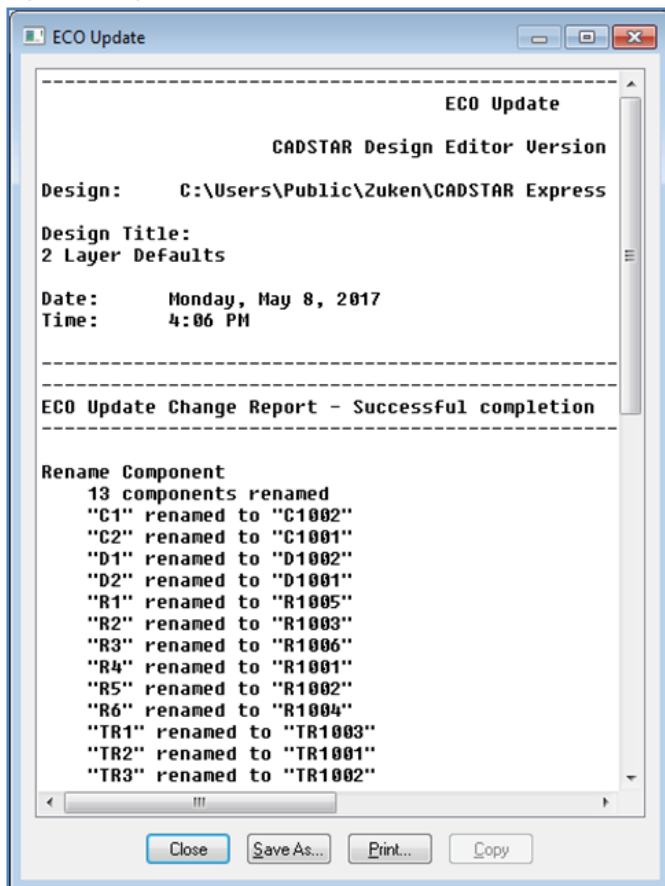 ECO Update
--------------------------------------------------
ECO Update
CADSTAR Design Editor Version
Design: C:\Users\Public\Zuken\CADSTAR Express
Design Title:
2 Layer Defaults
Date: Monday, May 8, 2017
Time: 4:06 PM
--------------------------------------------------
--------------------------------------------------
ECO Update Change Report - Successful completion
--------------------------------------------------
Rename Component
13 components renamed
"C1" renamed to "C1002"
"C2" renamed to "C1001"
"D1" renamed to "D1002"
"D2" renamed to "D1001"
"R1" renamed to "R1005"
"R2" renamed to "R1003"
"R3" renamed to "R1006"
"R4" renamed to "R1001"
"R5" renamed to "R1002"
"R6" renamed to "R1004"
"TR1" renamed to "TR1003"
"TR2" renamed to "TR1001"
"TR3" renamed to "TR1002"
Close Save As... Print... Copy